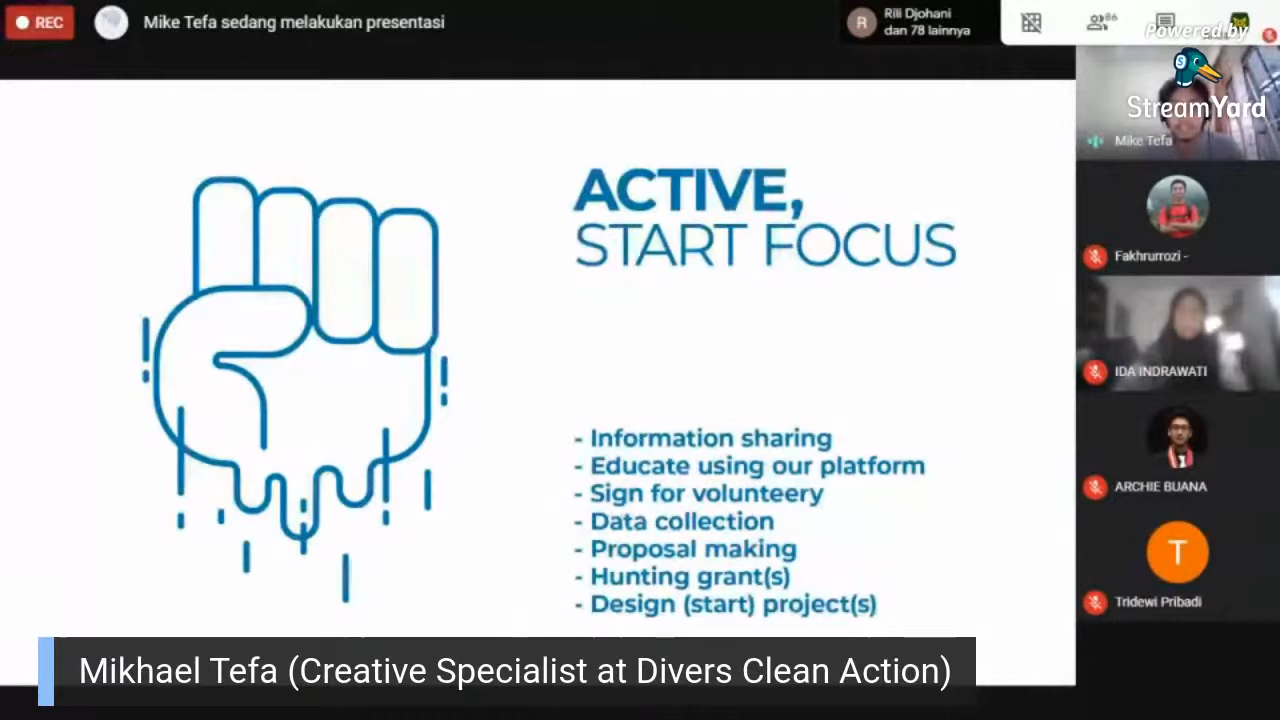 REC
Mike Tefa sedang melakukan presentasi
R
Rili Djohani
dan 78 lainnya
86
Powered by
S
StreamYard
Mike Tefa
ACTIVE,
START FOCUS
Fakhrurrozi -
IDA INDRAWATI
- Information sharing
- Educate using our platform
- Sign for volunteery
- Data collection
- Proposal making
- Hunting grant(s)
- Design (start) project(s)
ARCHIE BUANA
T
Tridewi Pribadi
Mikhael Tefa (Creative Specialist at Divers Clean Action)